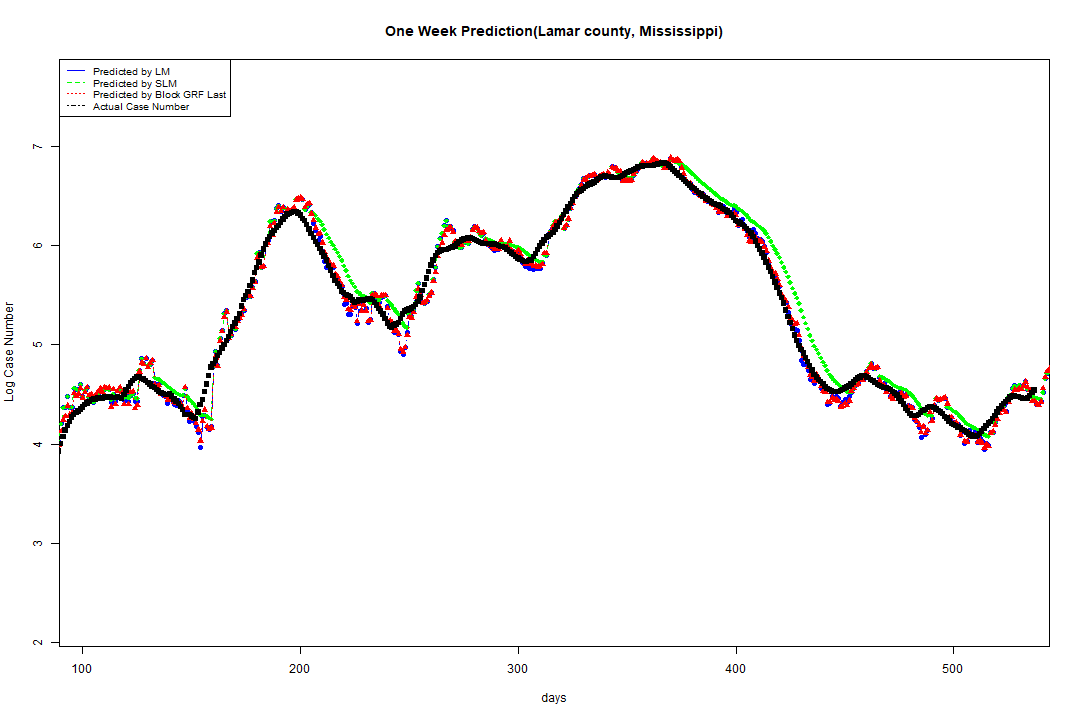 One Week Prediction(Lamar county, Mississippi)
Predicted by LM
Predicted by SLM
Predicted by Block GRF Last
Actual Case Number
7
6
5
4
3
2
Log Case Number
100 200 300 400 500
days